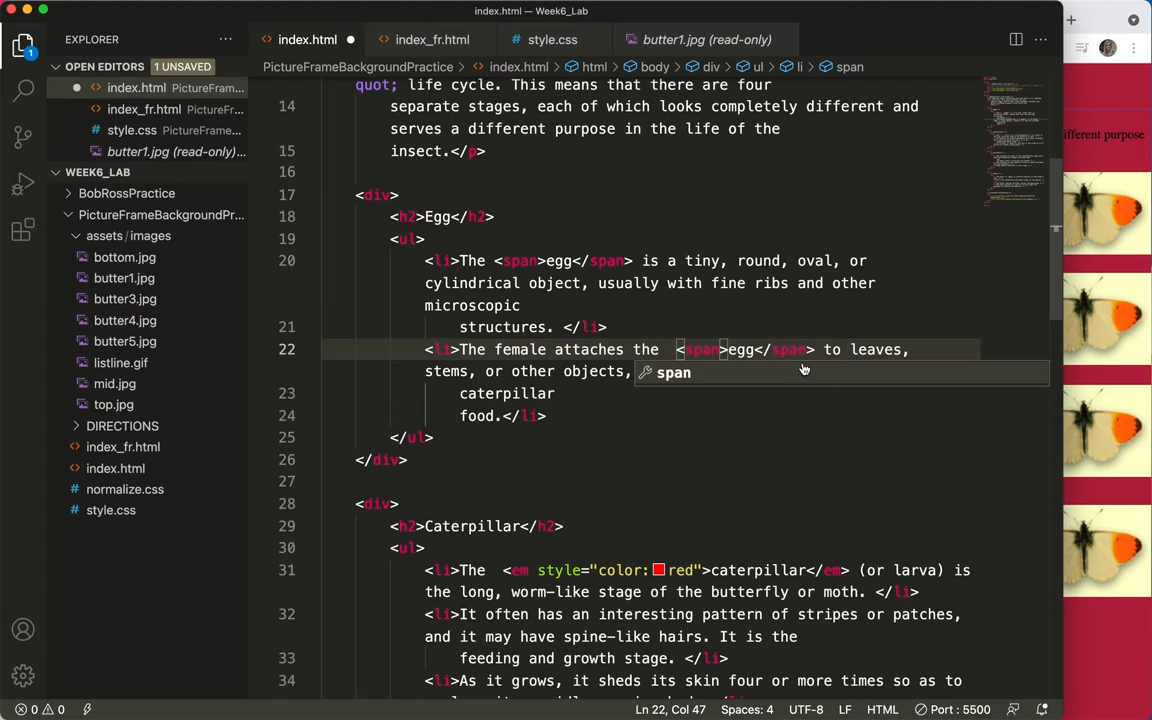 index.html — Week6_Lab
EXPLORER
index.html
index_fr.html
style.css
butter1.jpg (read-only)
OPEN EDITORS 1 UNSAVED
PictureFrameBackgroundPractice > index.html > html > body > div > ul > li > span
index.html PictureFram...
index_fr.html PictureFr...
style.css PictureFrame...
butter1.jpg (read-only)...
WEEK6_LAB
BobRossPractice
PictureFrameBackgroundPr...
assets/images
bottom.jpg
butter1.jpg
butter3.jpg
butter4.jpg
butter5.jpg
listline.gif
mid.jpg
top.jpg
DIRECTIONS
index_fr.html
index.html
normalize.css
style.css
quot; life cycle. This means that there are four
14 separate stages, each of which looks completely different and
serves a different purpose in the life of the
15 insect.</p>
16
17 <div>
18 <h2>Egg</h2>
19 <ul>
20 <li>The <span>egg</span> is a tiny, round, oval, or
cylindrical object, usually with fine ribs and other
microscopic
21 structures. </li>
22 <li>The female attaches the <span>egg</span> to leaves,
stems, or other objects,
span
23 caterpillar
24 food.</li>
25 </ul>
26 </div>
27
28 <div>
29 <h2>Caterpillar</h2>
30 <ul>
31 <li>The <em style="color: red">caterpillar</em> (or larva) is
the long, worm-like stage of the butterfly or moth. </li>
32 <li>It often has an interesting pattern of stripes or patches,
and it may have spine-like hairs. It is the
33 feeding and growth stage. </li>
34 <li>As it grows, it sheds its skin four or more times so as to
ifferent purpose
1
0 0
Ln 22, Col 47 Spaces: 4 UTF-8 LF HTML Port : 5500